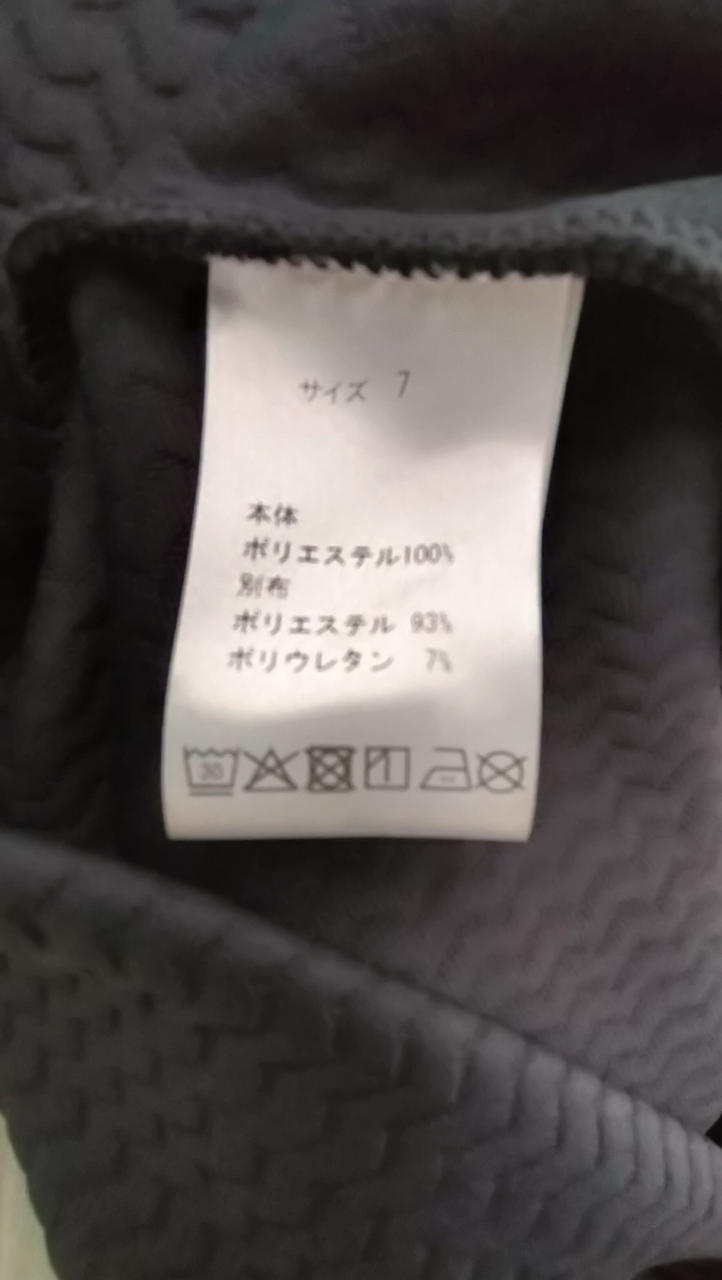 サイズ 7
本体
ポリエステル100%
別布
ポリエステル 93%
ポリウレタン 7%
30